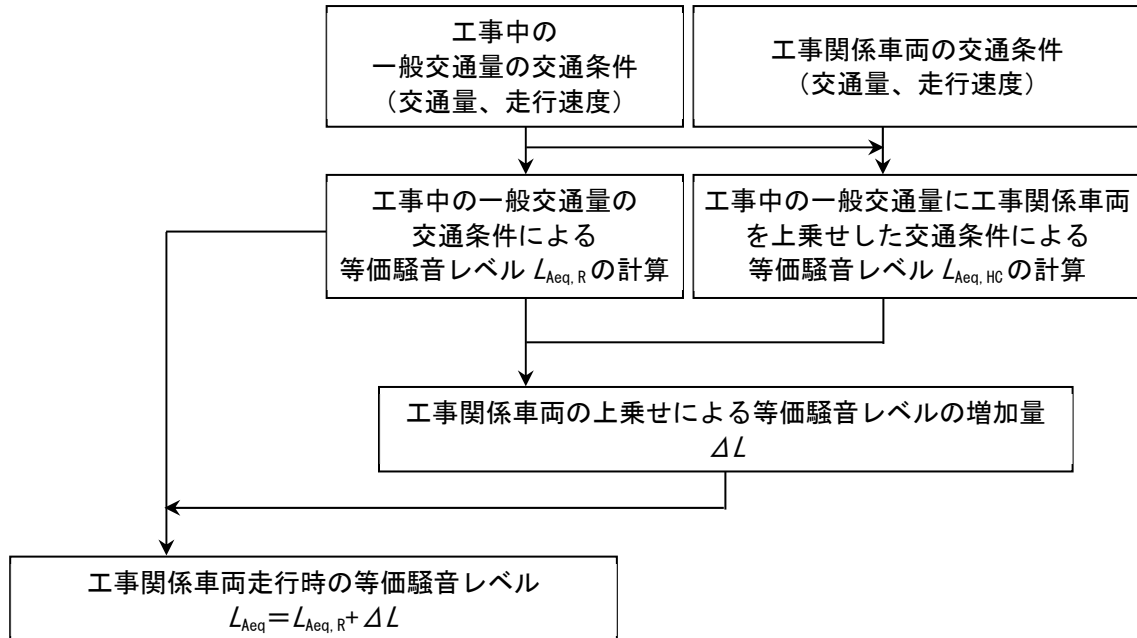 工事中の
一般交通量の交通条件
（交通量、走行速度）
工事関係車両の交通条件
（交通量、走行速度）
工事中の一般交通量の
交通条件による
等価騒音レベル LAeq, Rの計算
工事中の一般交通量に工事関係車両
を上乗せした交通条件による
等価騒音レベル LAeq, HCの計算
工事関係車両の上乗せによる等価騒音レベルの増加量
ΔL
工事関係車両走行時の等価騒音レベル
LAeq＝LAeq, R+ΔL